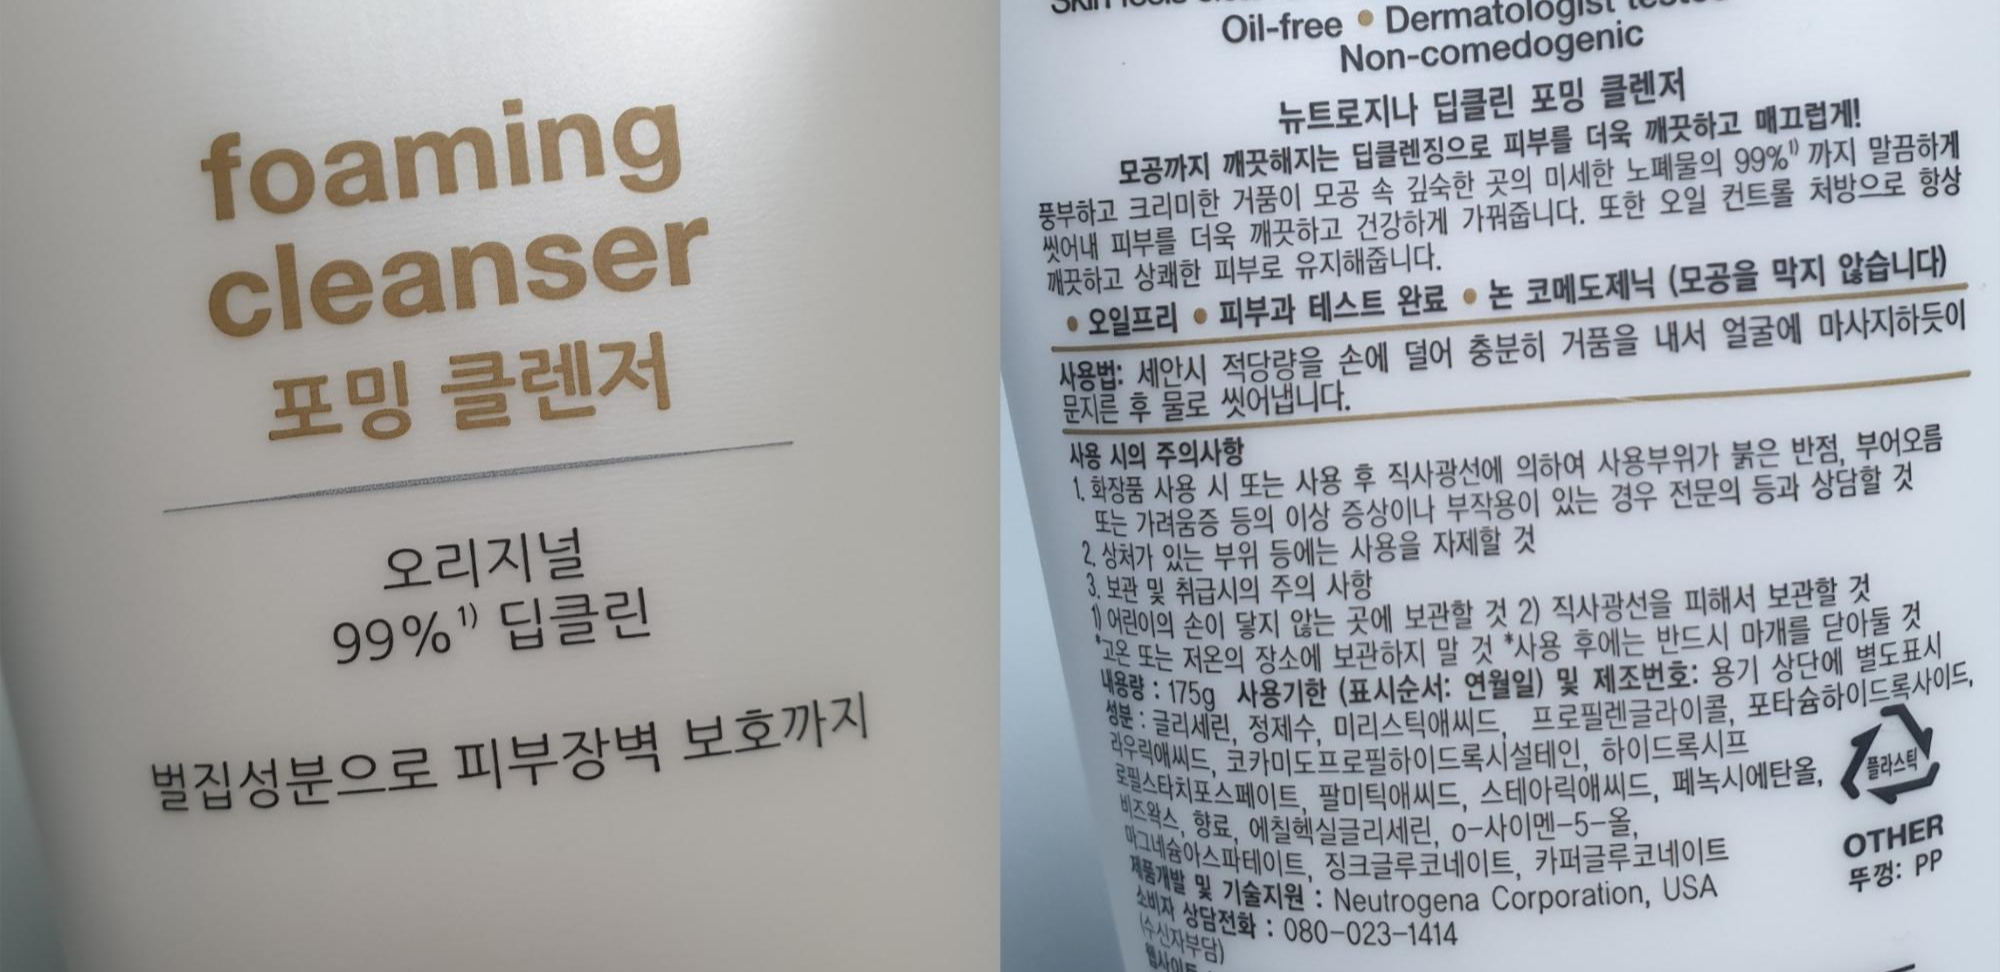 foaming
cleanser
포밍 클렌저
오리지널
99%¹⁾ 딥클린
벌집성분으로 피부장벽 보호까지
Oil-free • Dermatologist
Non-comedogenic
뉴트로지나 딥클린 포밍 클렌저
모공까지 깨끗해지는 딥클렌징으로 피부를 더욱 깨끗하고 매끄럽게!
풍부하고 크리미한 거품이 모공 속 깊숙한 곳의 미세한 노폐물의 99%¹⁾ 까지 말끔하게
씻어내 피부를 더욱 깨끗하고 건강하게 가꿔줍니다. 또한 오일 컨트롤 처방으로 항상
깨끗하고 상쾌한 피부로 유지해줍니다.
• 오일프리 • 피부과 테스트 완료 • 논 코메도제닉 (모공을 막지 않습니다)
사용법: 세안시 적당량을 손에 덜어 충분히 거품을 내서 얼굴에 마사지하듯이
문지른 후 물로 씻어냅니다.
사용 시의 주의사항
1. 화장품 사용 시 또는 사용 후 직사광선에 의하여 사용부위가 붉은 반점, 부어오름
또는 가려움증 등의 이상 증상이나 부작용이 있는 경우 전문의 등과 상담할 것
2. 상처가 있는 부위 등에는 사용을 자제할 것
3. 보관 및 취급시의 주의 사항
1) 어린이의 손이 닿지 않는 곳에 보관할 것 2) 직사광선을 피해서 보관할 것
*고온 또는 저온의 장소에 보관하지 말 것 *사용 후에는 반드시 마개를 닫아둘 것
내용량 : 175g 사용기한 (표시순서: 연월일) 및 제조번호: 용기 상단에 별도표시
성분 : 글리세린, 정제수, 미리스틱애씨드, 프로필렌글라이콜, 포타슘하이드록사이드,
라우릭애씨드, 코카미도프로필하이드록시설테인, 하이드록시프
로필스타치포스페이트, 팔미틱애씨드, 스테아릭애씨드, 페녹시에탄올,
비즈왁스, 향료, 에칠헥실글리세린, o-사이멘-5-올,
마그네슘아스파테이트, 징크글루코네이트, 카퍼글루코네이트
제품개발 및 기술지원 : Neutrogena Corporation, USA
소비자 상담전화 : 080-023-1414
(수신자부담)
플라스틱
OTHER
뚜껑: PP